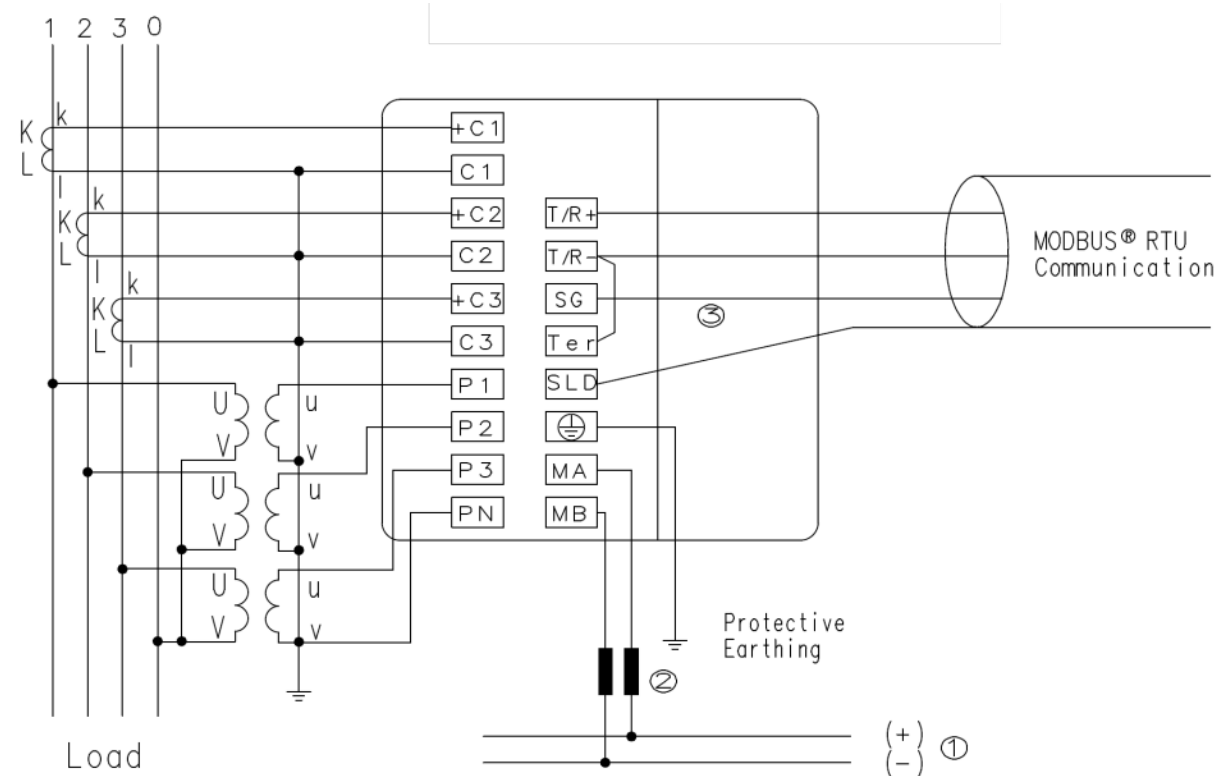 1 2 3 0
k
K
+C1
L
C1
l
k
K
+C2
T/R+
L
C2
T/R-
MODBUS® RTU
Communication
l
k
K
+C3
SG
③
L
C3
Ter
l
P1
SLD
U u
P2
V v
P3
MA
U u
PN
MB
V v
U u
V v
Protective
Earthing
②
Load
(+)
①
(-)